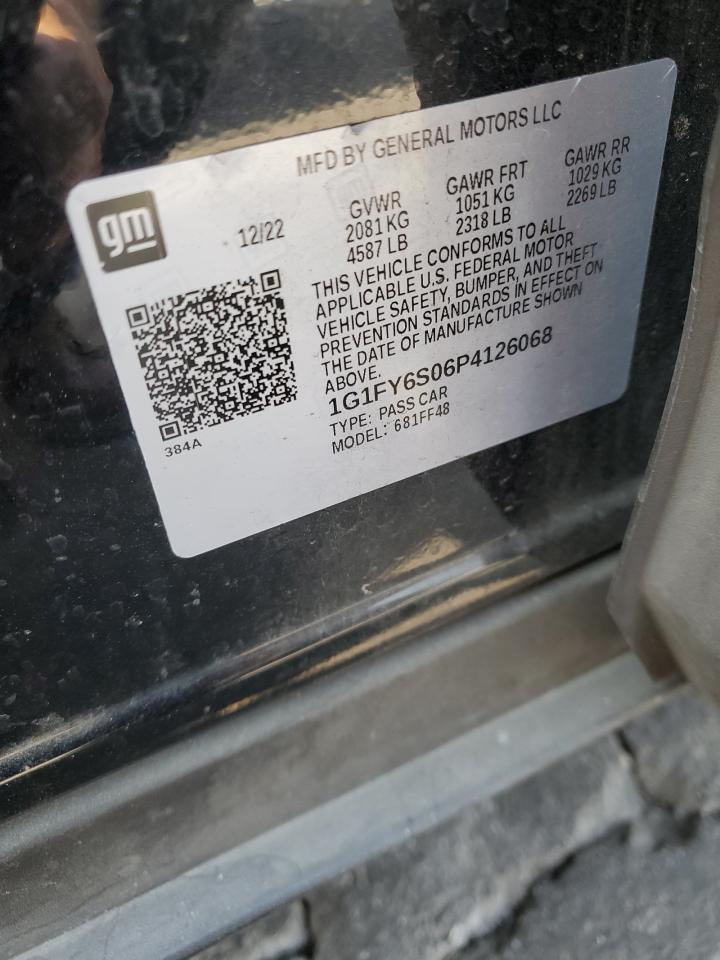 MFD BY GENERAL MOTORS LLC
gm
12/22
GVWR
2081 KG
4587 LB
GAWR FRT
1051 KG
2318 LB
GAWR RR
1029 KG
2269 LB
THIS VEHICLE CONFORMS TO ALL
APPLICABLE U.S. FEDERAL MOTOR
VEHICLE SAFETY, BUMPER, AND THEFT
PREVENTION STANDARDS IN EFFECT ON
THE DATE OF MANUFACTURE SHOWN
ABOVE.
1G1FY6S06P4126068
TYPE: PASS CAR
MODEL: 681FF48
384A